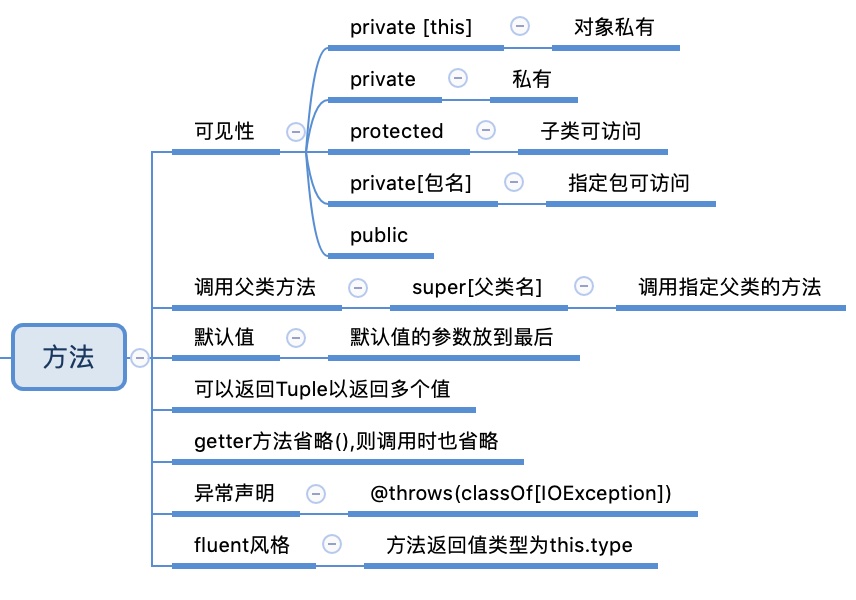 private [this]
对象私有
private
私有
可见性
protected
子类可访问
private[包名]
指定包可访问
public
调用父类方法
super[父类名]
调用指定父类的方法
默认值
默认值的参数放到最后
方法
可以返回Tuple以返回多个值
getter方法省略(),则调用时也省略
异常声明
@throws(classOf[IOException])
fluent风格
方法返回值类型为this.type